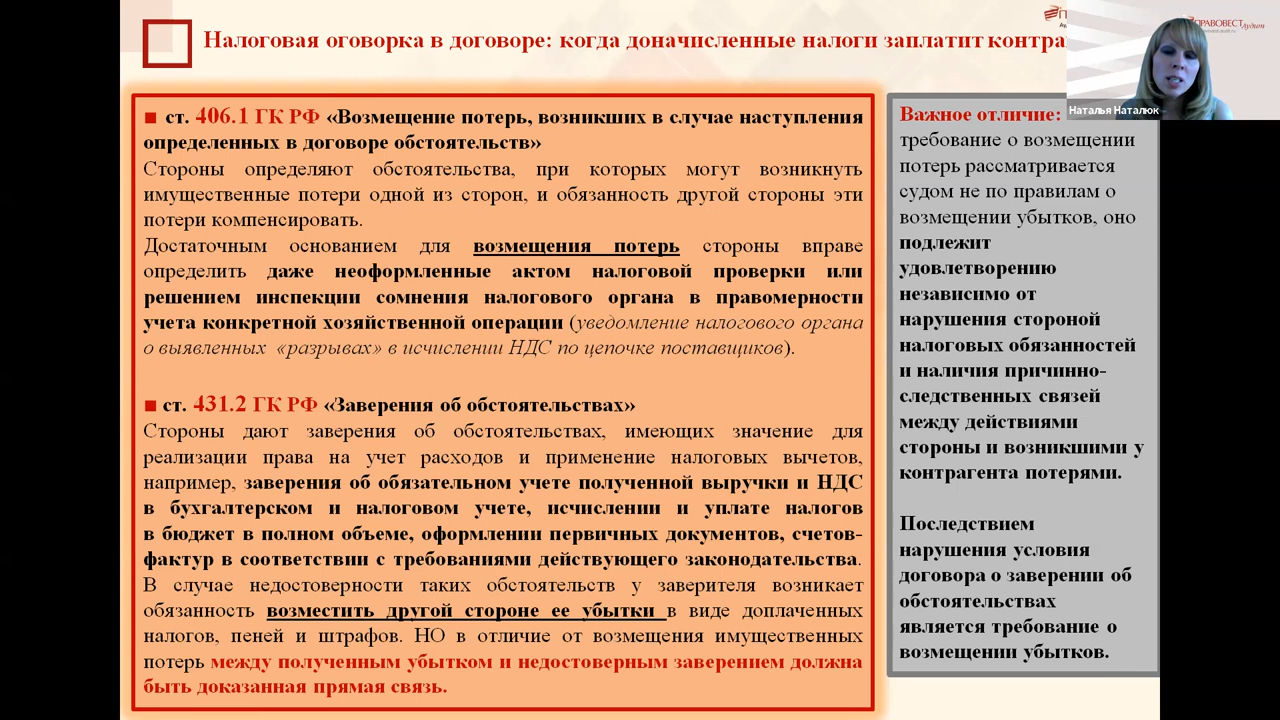 Налоговая оговорка в договоре: когда доначисленные налоги заплатит контра
ПРАВОВЕСТ
Аудит
Наталья Наталюк
■ ст. 406.1 ГК РФ «Возмещение потерь, возникших в случае наступления
определенных в договоре обстоятельств»
Стороны определяют обстоятельства, при которых могут возникнуть
имущественные потери одной из сторон, и обязанность другой стороны эти
потери компенсировать.
Достаточным основанием для возмещения потерь стороны вправе
определить даже неоформленные актом налоговой проверки или
решением инспекции сомнения налогового органа в правомерности
учета конкретной хозяйственной операции (уведомление налогового органа
о выявленных «разрывах» в исчислении НДС по цепочке поставщиков).
■ ст. 431.2 ГК РФ «Заверения об обстоятельствах»
Стороны дают заверения об обстоятельствах, имеющих значение для
реализации права на учет расходов и применение налоговых вычетов,
например, заверения об обязательном учете полученной выручки и НДС
в бухгалтерском и налоговом учете, исчислении и уплате налогов
в бюджет в полном объеме, оформлении первичных документов, счетов-
фактур в соответствии с требованиями действующего законодательства.
В случае недостоверности таких обстоятельств у заверителя возникает
обязанность возместить другой стороне ее убытки в виде доплаченных
налогов, пеней и штрафов. НО в отличие от возмещения имущественных
потерь между полученным убытком и недостоверным заверением должна
быть доказанная прямая связь.
Важное отличие:
требование о возмещении
потерь рассматривается
судом не по правилам о
возмещении убытков, оно
подлежит
удовлетворению
независимо от
нарушения стороной
налоговых обязанностей
и наличия причинно-
следственных связей
между действиями
стороны и возникшими у
контрагента потерями.
Последствием
нарушения условия
договора о заверении об
обстоятельствах
является требование о
возмещении убытков.